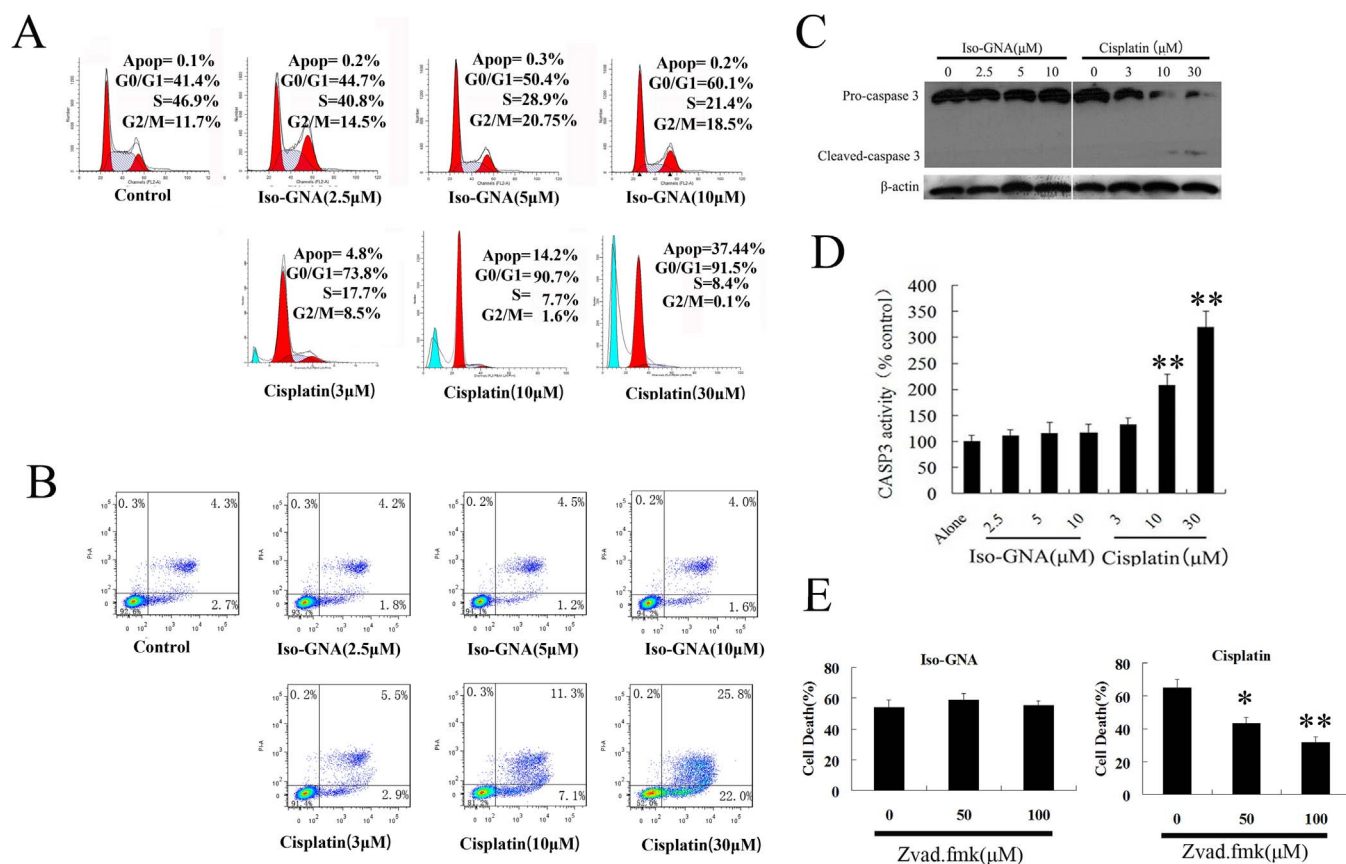 A
Apop= 0.1%
G0/G1=41.4%
S=46.9%
G2/M=11.7%
Control
Apop= 0.2%
G0/G1=44.7%
S=40.8%
G2/M=14.5%
Iso-GNA(2.5μM)
Apop= 0.3%
G0/G1=50.4%
S=28.9%
G2/M=20.75%
Iso-GNA(5μM)
Apop= 0.2%
G0/G1=60.1%
S=21.4%
G2/M=18.5%
Iso-GNA(10μM)
Apop= 4.8%
G0/G1=73.8%
S=17.7%
G2/M=8.5%
Cisplatin(3μM)
Apop= 14.2%
G0/G1= 90.7%
S= 7.7%
G2/M= 1.6%
Cisplatin(10μM)
Apop=37.44%
G0/G1=91.5%
S=8.4%
G2/M=0.1%
Cisplatin(30μM)
B
0.3% 4.3%
2.7%
Control
0.3% 4.2%
1.8%
Iso-GNA(2.5μM)
0.2% 4.5%
1.2%
Iso-GNA(5μM)
0.2% 4.0%
1.6%
Iso-GNA(10μM)
0.2% 5.5%
2.9%
Cisplatin(3μM)
0.3% 11.3%
7.1%
Cisplatin(10μM)
0.2% 25.8%
22.0%
Cisplatin(30μM)
C
Iso-GNA(μM) Cisplatin (μM)
0 2.5 5 10 0 3 10 30
Pro-caspase 3
Cleaved-caspase 3
β-actin
D
CASP3 activity (% control)
400
350
300
250
200
150
100
50
0
** **
Alone 2.5 5 10 3 10 30
Iso-GNA(μM) Cisplatin(μM)
E
Iso-GNA
Cell Death(%)
80
60
40
20
0
0 50 100
Zvad.fmk(μM)
Cisplatin
Cell Death(%)
80
60
40
20
0
* **
0 50 100
Zvad.fmk(μM)